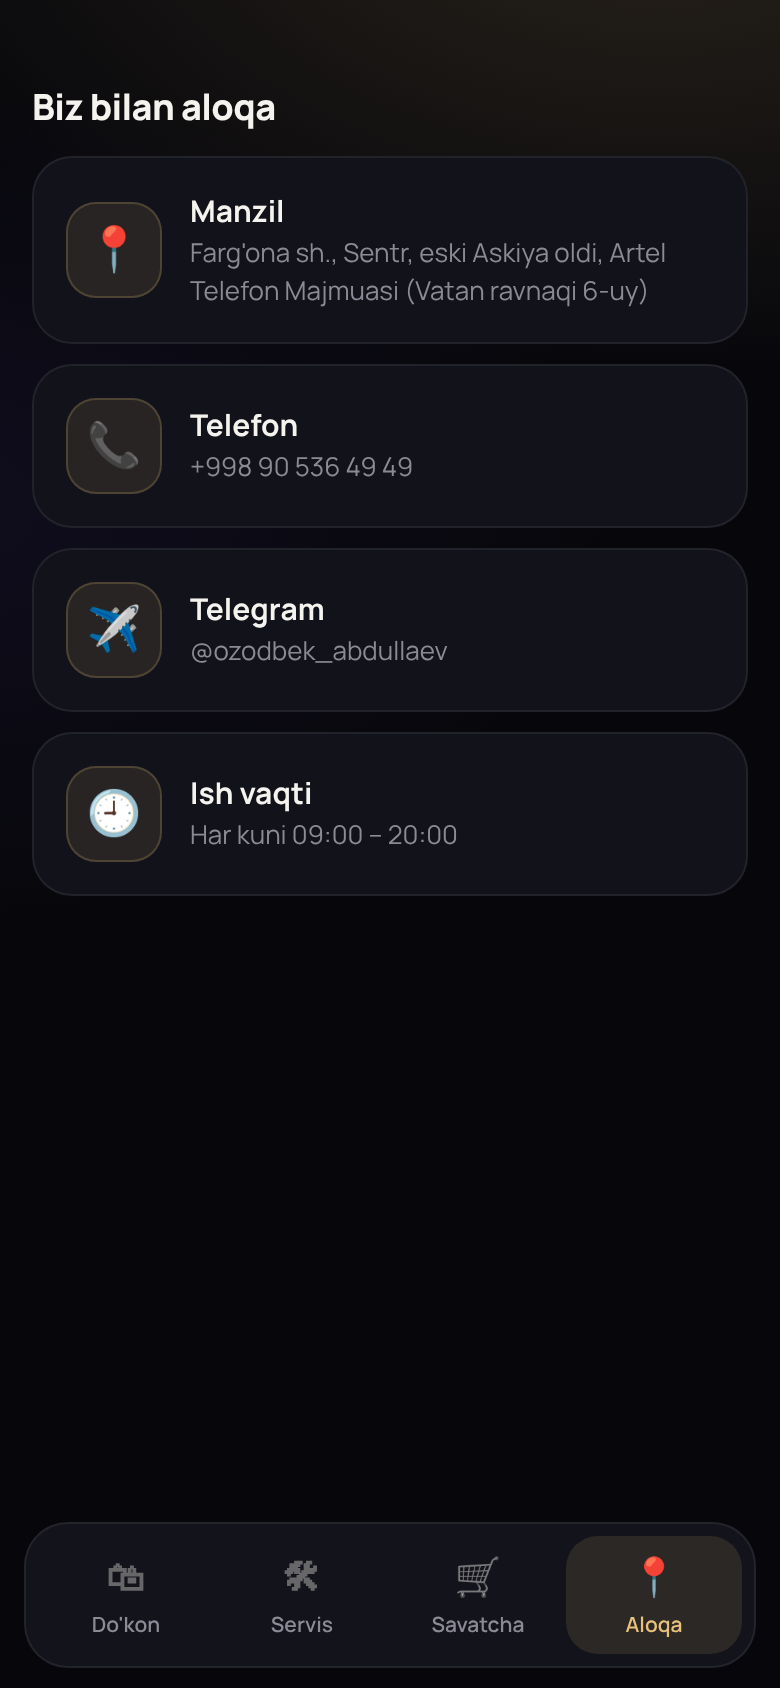 Biz bilan aloqa
Manzil
Farg'ona sh., Sentr, eski Askiya oldi, Artel
Telefon Majmuasi (Vatan ravnaqi 6-uy)
Telefon
+998 90 536 49 49
Telegram
@ozodbek_abdullaev
Ish vaqti
Har kuni 09:00 – 20:00
Do'kon
Servis
Savatcha
Aloqa